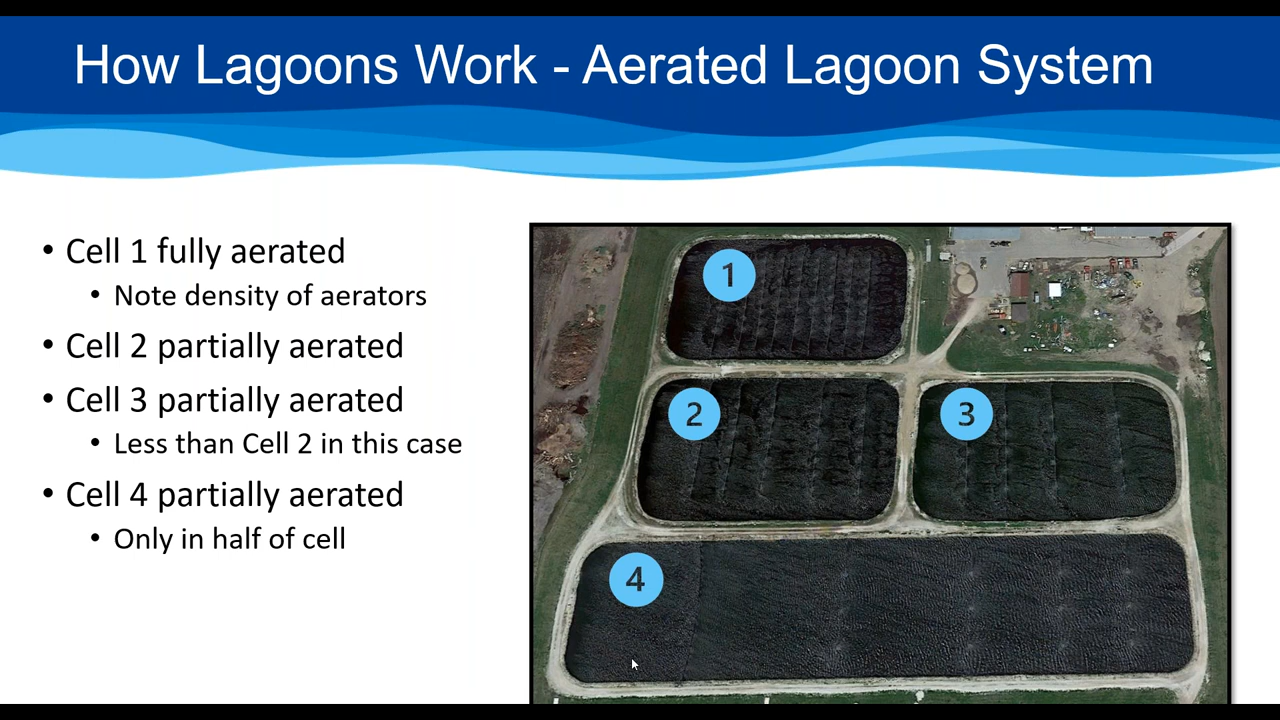 How Lagoons Work - Aerated Lagoon System
• Cell 1 fully aerated
• Note density of aerators
• Cell 2 partially aerated
• Cell 3 partially aerated
• Less than Cell 2 in this case
• Cell 4 partially aerated
• Only in half of cell
1
2
3
4